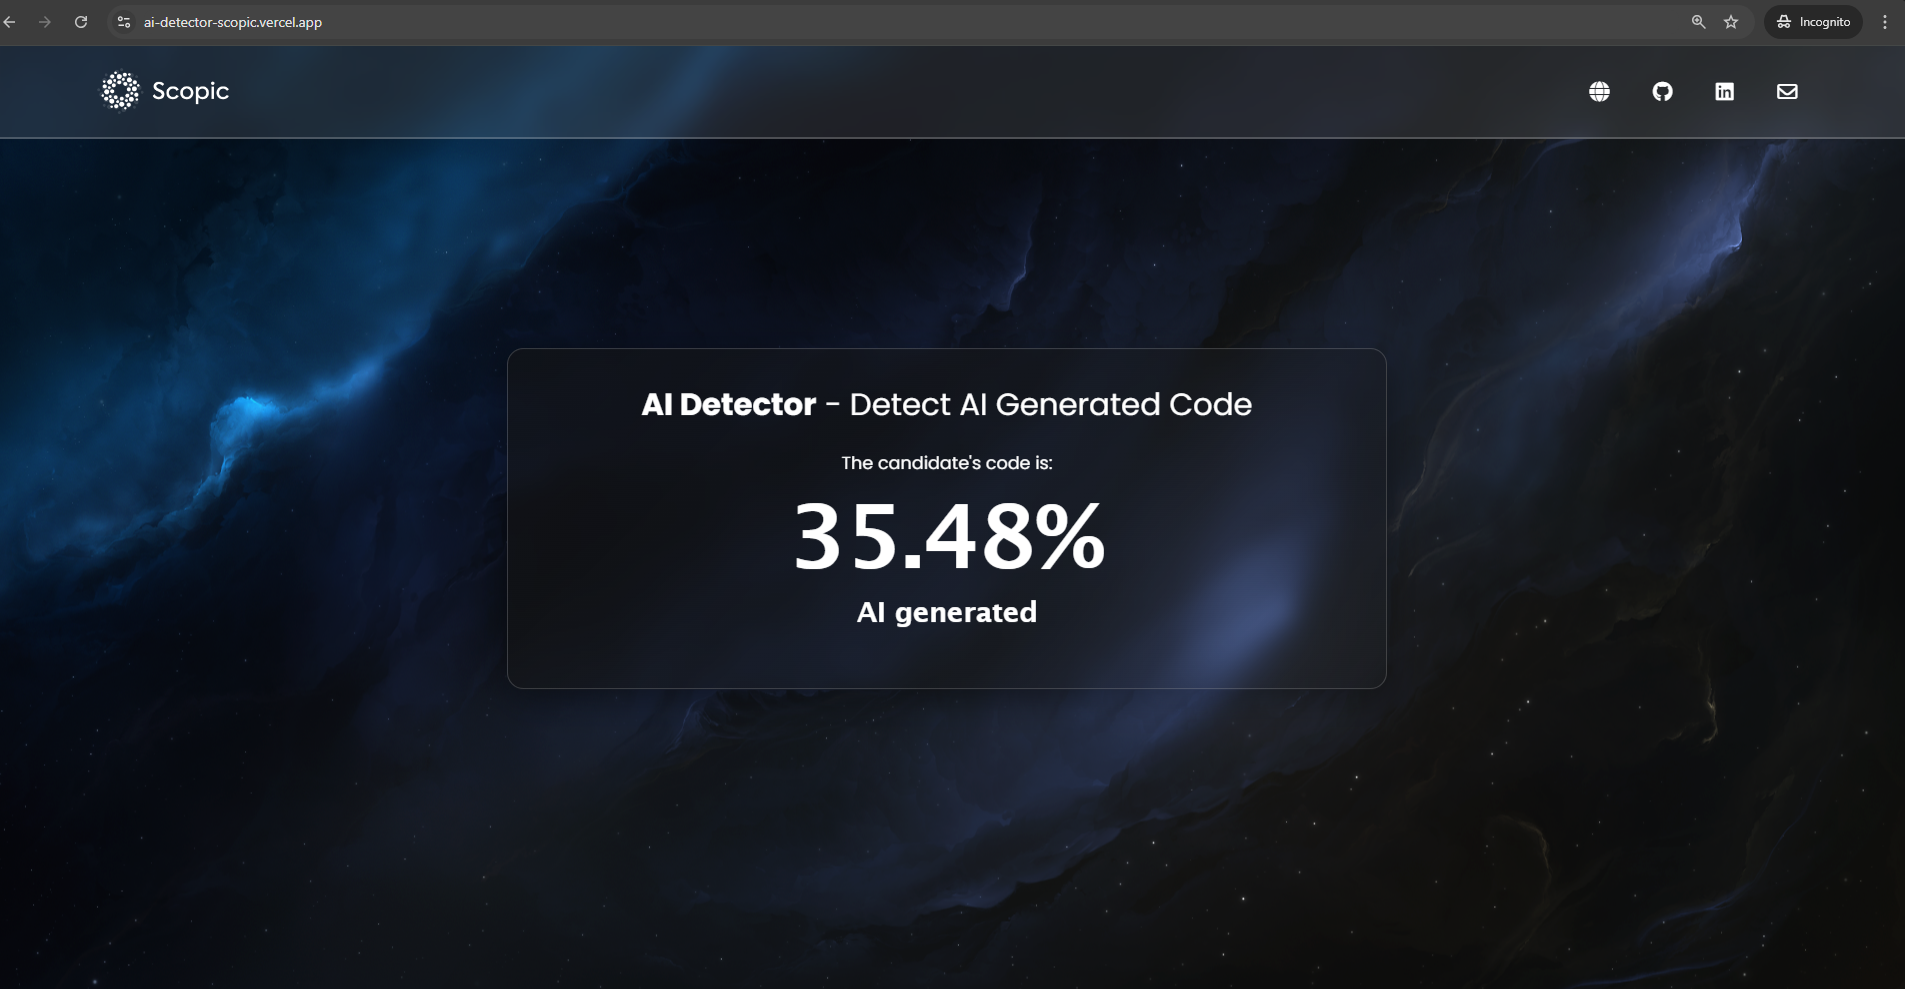 ai-detector-scopic.vercel.app
Incognito
Scopic
AI Detector - Detect AI Generated Code
The candidate's code is:
35.48%
AI generated